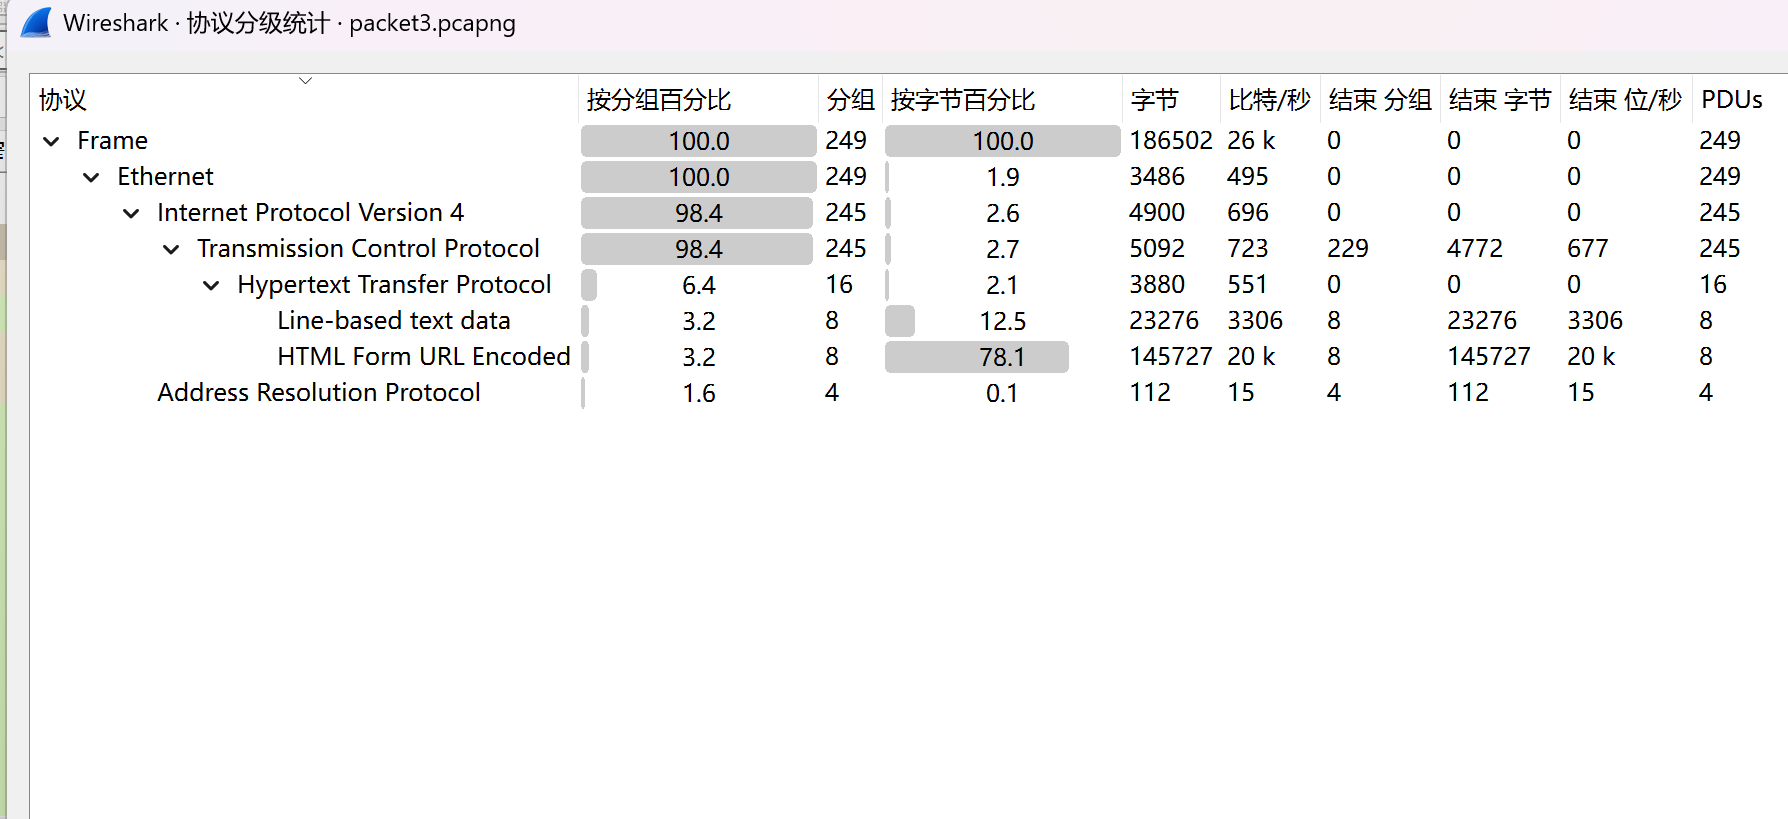 Wireshark · 协议分级统计 · packet3.pcapng
协议 按分组百分比 分组 按字节百分比 字节 比特/秒 结束 分组 结束 字节 结束 位/秒 PDUs
Frame 100.0 249 100.0 186502 26 k 0 0 0 249
Ethernet 100.0 249 1.9 3486 495 0 0 0 249
Internet Protocol Version 4 98.4 245 2.6 4900 696 0 0 0 245
Transmission Control Protocol 98.4 245 2.7 5092 723 229 4772 677 245
Hypertext Transfer Protocol 6.4 16 2.1 3880 551 0 0 0 16
Line-based text data 3.2 8 12.5 23276 3306 8 23276 3306 8
HTML Form URL Encoded 3.2 8 78.1 145727 20 k 8 145727 20 k 8
Address Resolution Protocol 1.6 4 0.1 112 15 4 112 15 4